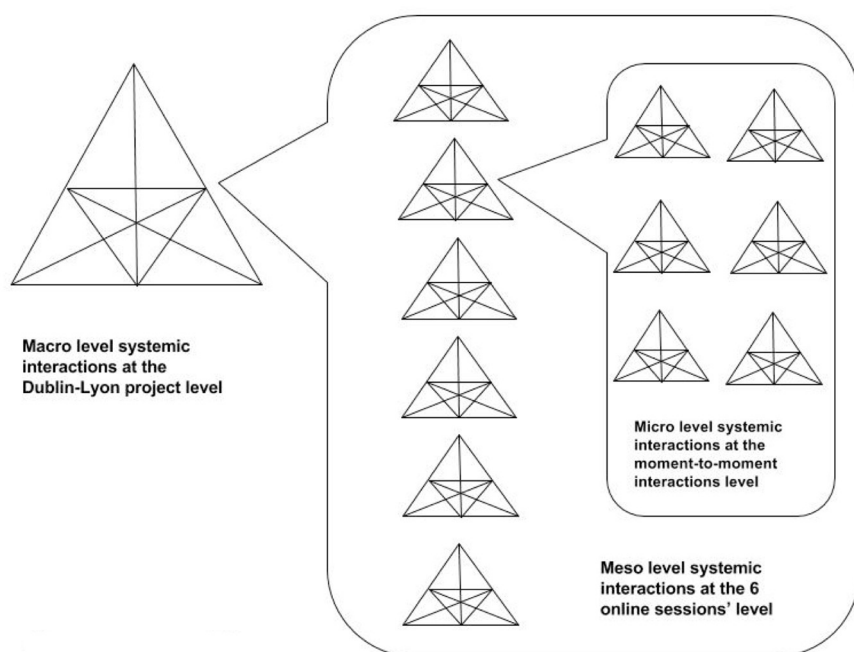 Macro level systemic
interactions at the
Dublin-Lyon project level
Micro level systemic
interactions at the
moment-to-moment
interactions level
Meso level systemic
interactions at the 6
online sessions' level